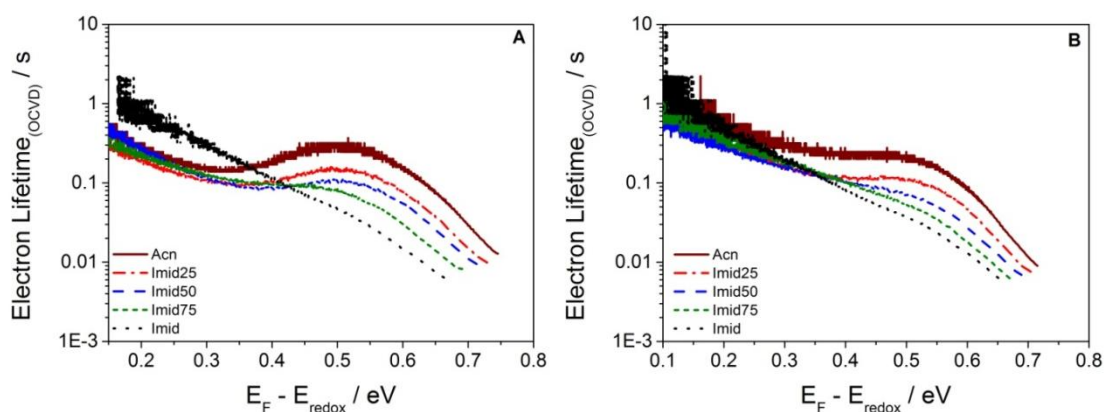 A
10
1
0.1
0.01
1E-3
Electron Lifetime(OCVD) / s
Acn
Imid25
Imid50
Imid75
Imid
0.2 0.3 0.4 0.5 0.6 0.7 0.8
EF - Eredox / eV
B
10
1
0.1
0.01
1E-3
Electron Lifetime(OCVD) / s
Acn
Imid25
Imid50
Imid75
Imid
0.1 0.2 0.3 0.4 0.5 0.6 0.7 0.8
EF - Eredox / eV